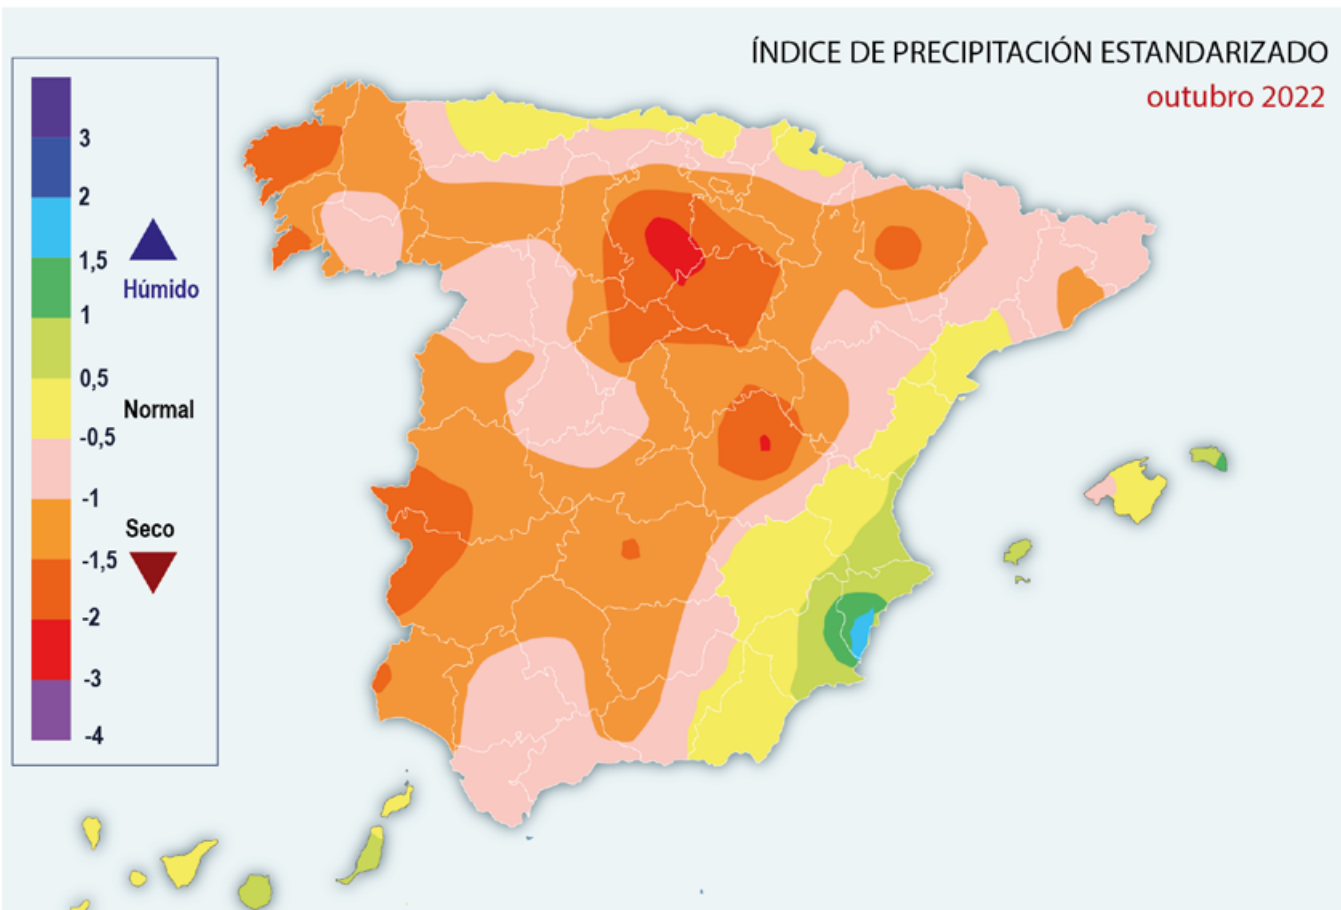 ÍNDICE DE PRECIPITACIÓN ESTANDARIZADO
outubro 2022
3
2
1,5
Húmido
1
0,5
Normal
-0,5
-1
Seco
-1,5
-2
-3
-4